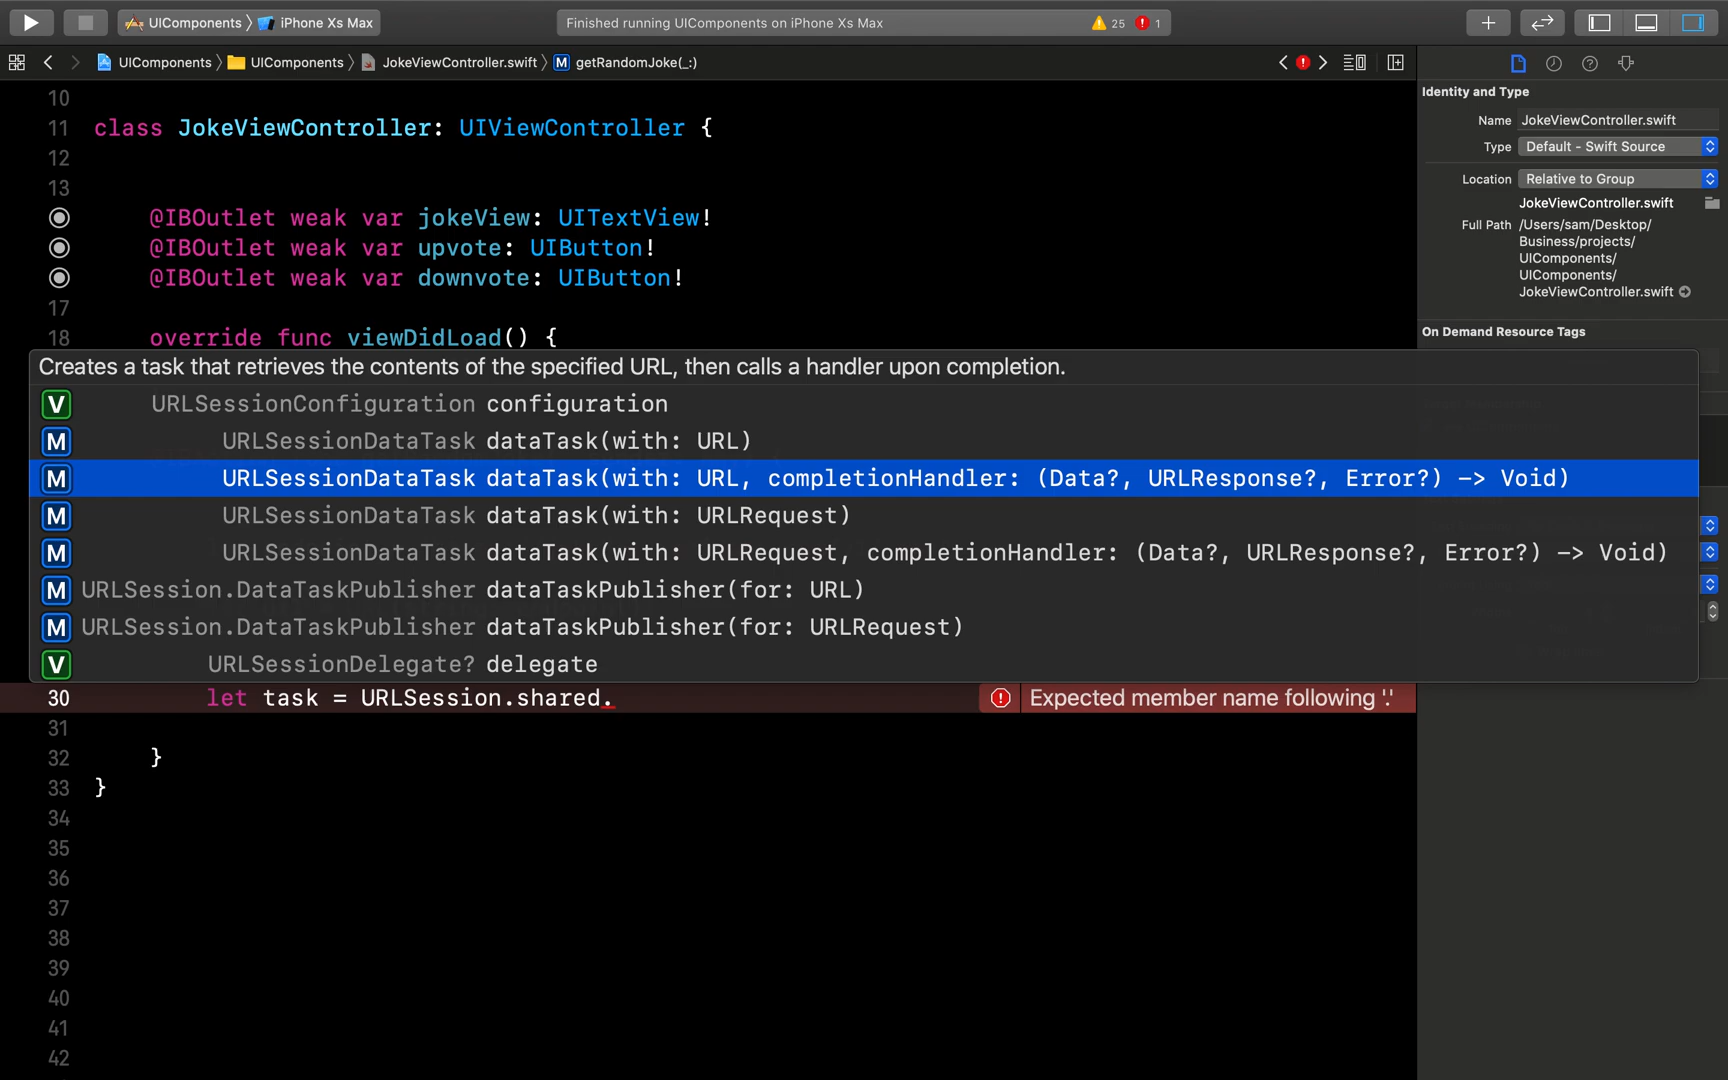 UIComponents 〉 iPhone Xs Max
Finished running UIComponents on iPhone Xs Max
25
1
UIComponents 〉 UIComponents 〉 JokeViewController.swift 〉 M getRandomJoke(_:)
Identity and Type
Name JokeViewController.swift
Type Default - Swift Source
Location Relative to Group
JokeViewController.swift
Full Path /Users/sam/Desktop/
Business/projects/
UIComponents/
UIComponents/
JokeViewController.swift
On Demand Resource Tags
10
11 class JokeViewController: UIViewController {
12
13
@IBOutlet weak var jokeView: UITextView!
@IBOutlet weak var upvote: UIButton!
@IBOutlet weak var downvote: UIButton!
17
18 override func viewDidLoad() {
Creates a task that retrieves the contents of the specified URL, then calls a handler upon completion.
V URLSessionConfiguration configuration
M URLSessionDataTask dataTask(with: URL)
M URLSessionDataTask dataTask(with: URL, completionHandler: (Data?, URLResponse?, Error?) -> Void)
M URLSessionDataTask dataTask(with: URLRequest)
M URLSessionDataTask dataTask(with: URLRequest, completionHandler: (Data?, URLResponse?, Error?) -> Void)
M URLSession.DataTaskPublisher dataTaskPublisher(for: URL)
M URLSession.DataTaskPublisher dataTaskPublisher(for: URLRequest)
V URLSessionDelegate? delegate
30 let task = URLSession.shared. Expected member name following '.'
31
32 }
33 }
34
35
36
37
38
39
40
41
42